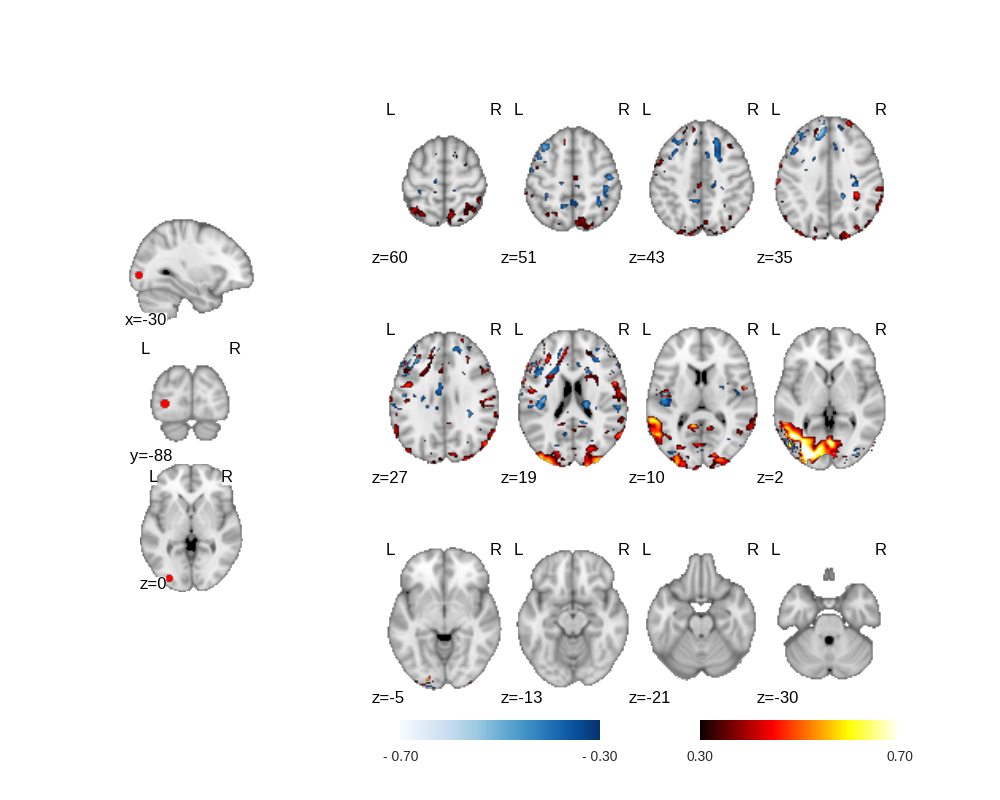 L R L R L R L R
z=60 z=51 z=43 z=35
x=-30
L R
y=-88
L R
z=0
L R L R L R L R
z=27 z=19 z=10 z=2
L R L R L R L R
z=-5 z=-13 z=-21 z=-30
- 0.70 - 0.30 0.30 0.70